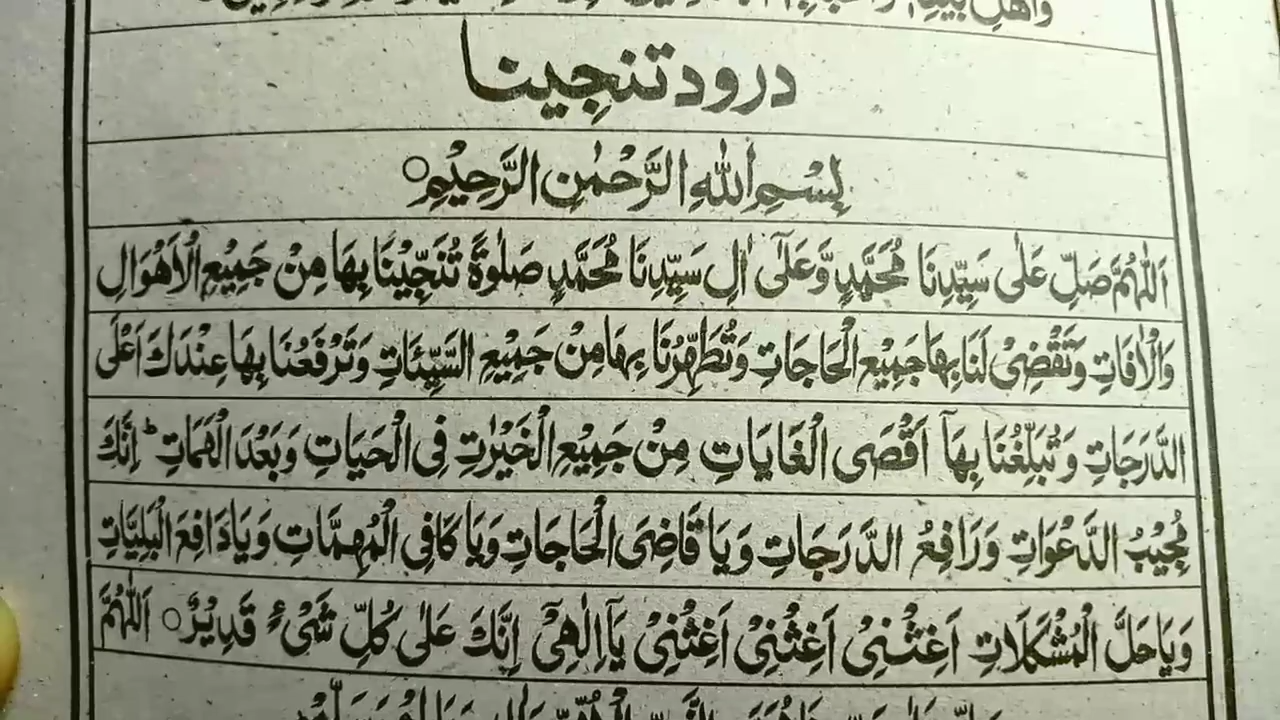 درود تنجینا
بِسْمِ اللّٰهِ الرَّحْمٰنِ الرَّحِيْمِ○
اَللّٰهُمَّ صَلِّ عَلٰى سَيِّدِنَا مُحَمَّدٍ وَّعَلٰٓى اٰلِ سَيِّدِنَا مُحَمَّدٍ صَلٰوةً تُنَجِّيْنَا بِهَا مِنْ جَمِيْعِ الْاَهْوَالِ
وَالْاٰفَاتِ وَتَقْضِىْ لَنَا بِهَا جَمِيْعَ الْحَاجَاتِ وَتُطَهِّرُنَا بِهَا مِنْ جَمِيْعِ السَّيِّئَاتِ وَتَرْفَعُنَا بِهَا عِنْدَكَ اَعْلَى
الدَّرَجَاتِ وَتُبَلِّغُنَا بِهَآ اَقْصَى الْغَايَاتِ مِنْ جَمِيْعِ الْخَيْرٰتِ فِى الْحَيَاتِ وَبَعْدَ الْمَمَاتِ ؕ اِنَّكَ
مُجِيْبُ الدَّعْوَاتِ وَرَافِعُ الدَّرَجَاتِ وَيَا قَاضِىَ الْحَاجَاتِ وَيَا كَافِى الْمُهِمَّاتِ وَيَا دَافِعَ الْبَلِيَّاتِ
وَيَا حَلَّ الْمُشْكَلَاتِ اَغِثْنِىْ اَغِثْنِىْ اَغِثْنِىْ يَآ اِلٰهِىْٓ اِنَّكَ عَلٰى كُلِّ شَىْءٍ قَدِيْرٌ○ اَللّٰهُمَّ